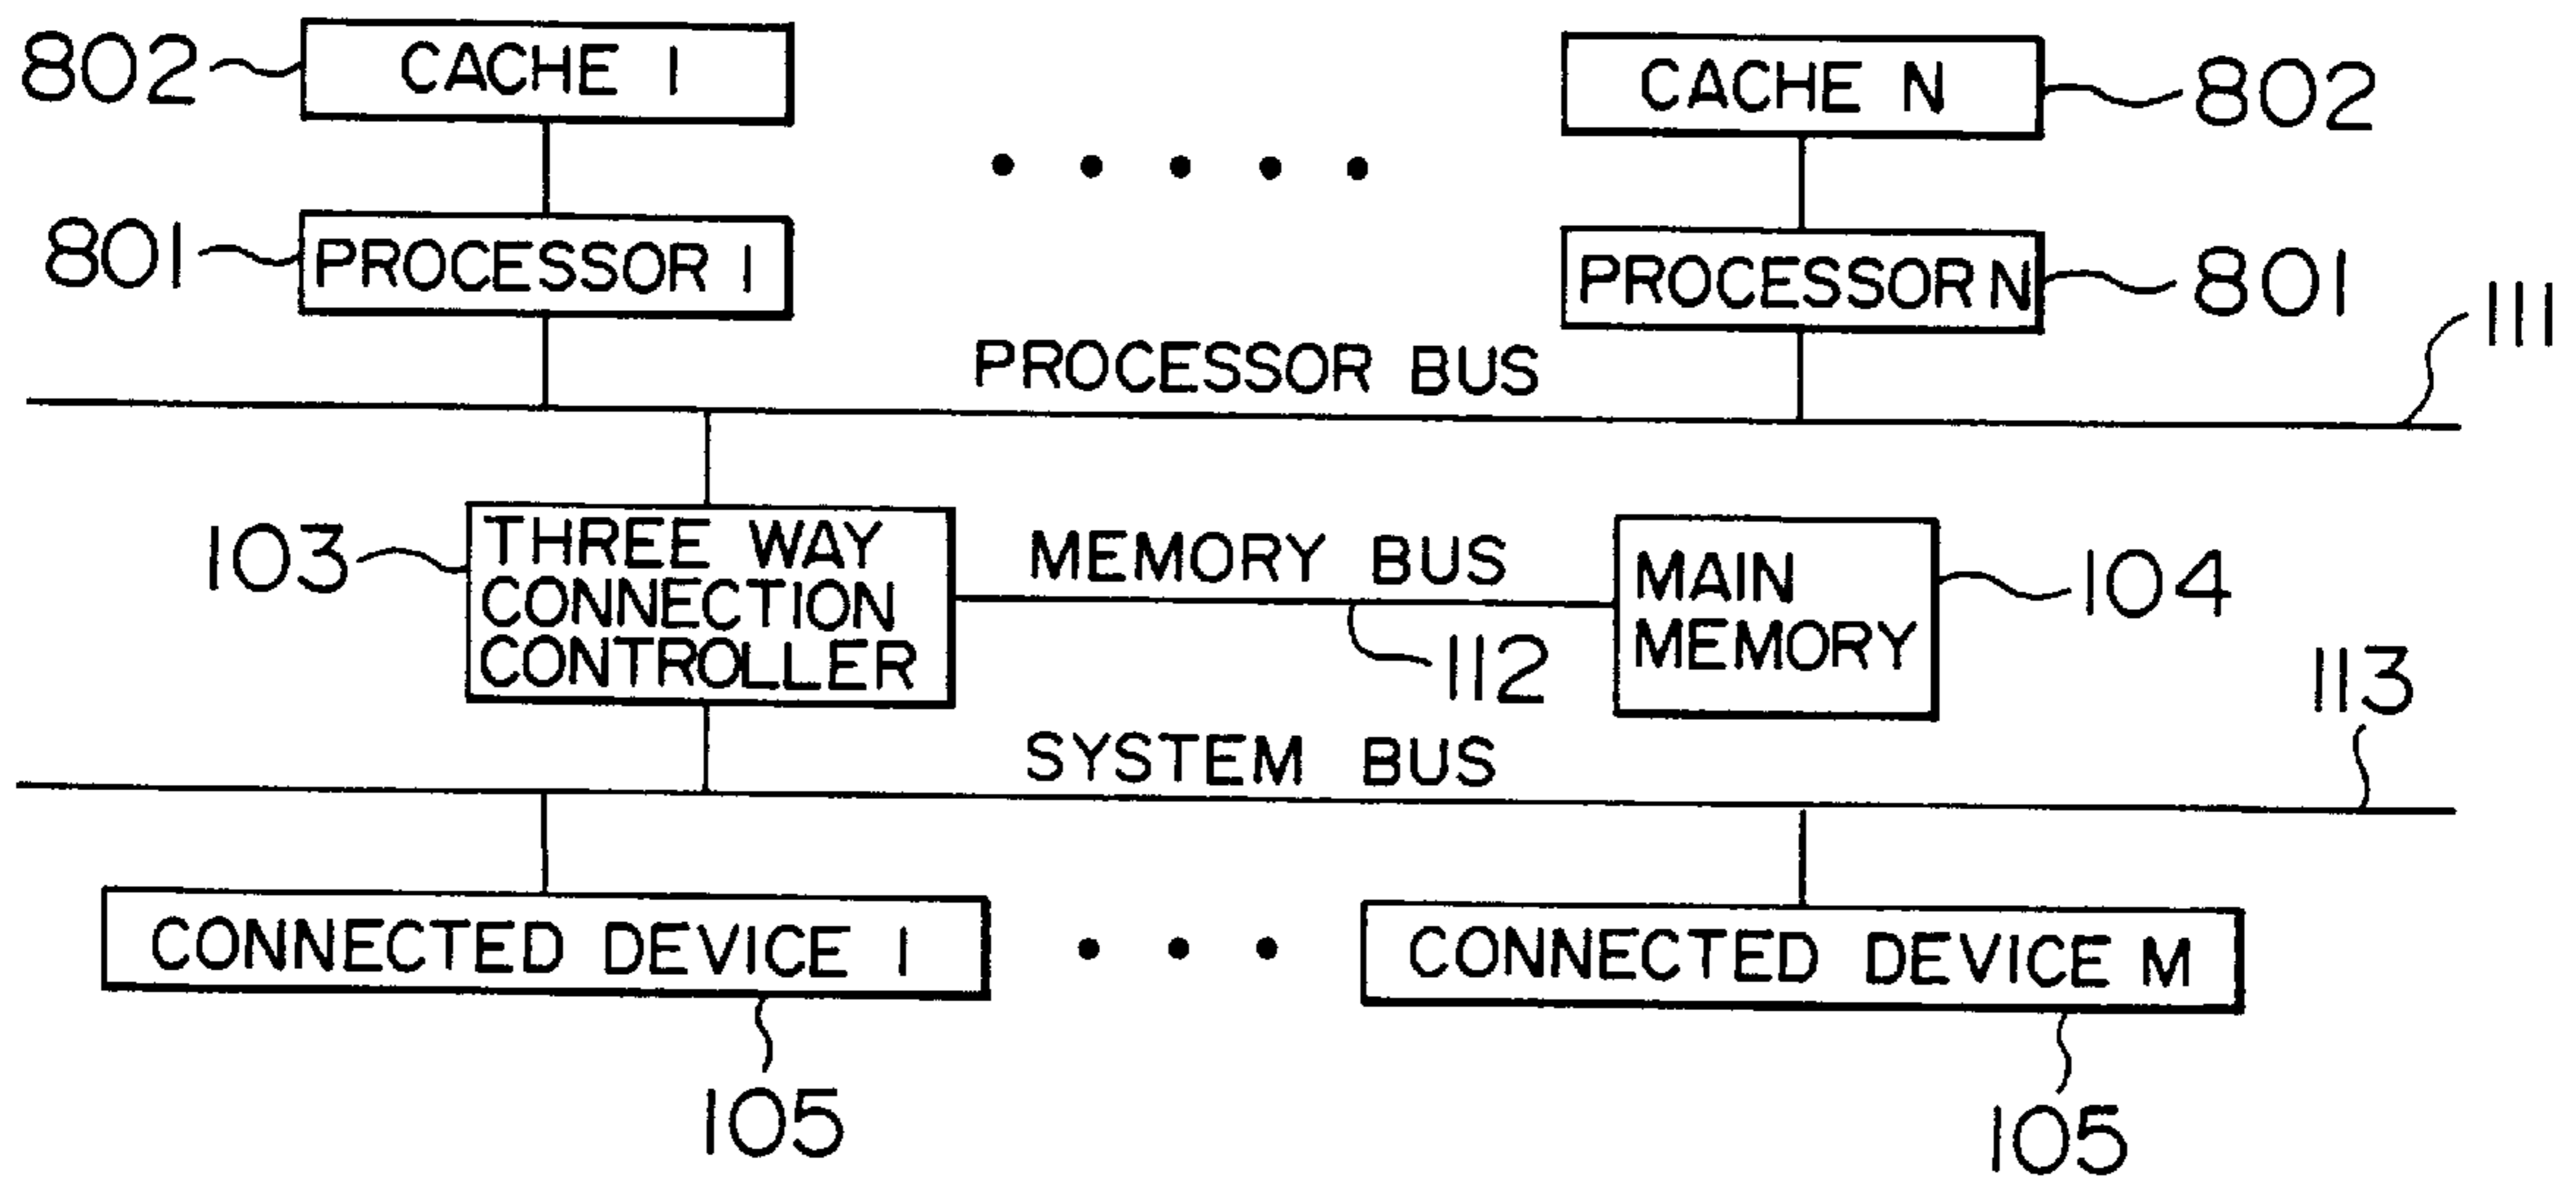 802
CACHE 1
CACHE N
802
801
PROCESSOR 1
PROCESSOR N
801
111
PROCESSOR BUS
103
THREE WAY
CONNECTION
CONTROLLER
MEMORY BUS
112
MAIN
MEMORY
104
113
SYSTEM BUS
CONNECTED DEVICE 1
CONNECTED DEVICE M
105
105